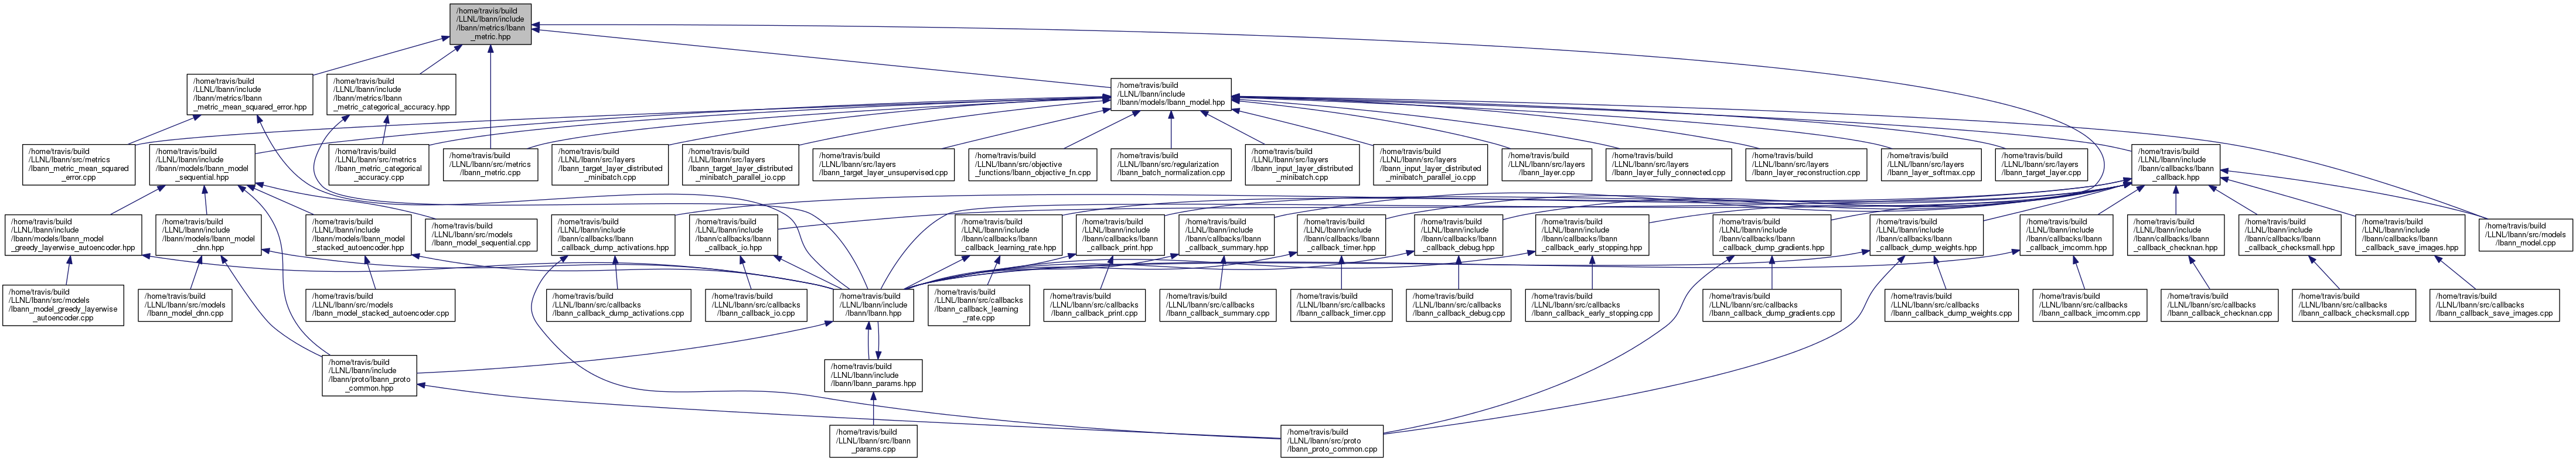 /home/travis/build
/LLNL/lbann/include
/lbann/metrics/lbann
_metric.hpp
/home/travis/build
/LLNL/lbann/include
/lbann/metrics/lbann
_metric_mean_squared_error.hpp
/home/travis/build
/LLNL/lbann/include
/lbann/metrics/lbann
_metric_categorical_accuracy.hpp
/home/travis/build
/LLNL/lbann/include
/lbann/models/lbann_model.hpp
/home/travis/build
/LLNL/lbann/src/metrics
/lbann_metric_mean_squared
_error.cpp
/home/travis/build
/LLNL/lbann/include
/lbann/models/lbann_model
_sequential.hpp
/home/travis/build
/LLNL/lbann/src/metrics
/lbann_metric_categorical
_accuracy.cpp
/home/travis/build
/LLNL/lbann/src/metrics
/lbann_metric.cpp
/home/travis/build
/LLNL/lbann/src/layers
/lbann_target_layer_distributed
_minibatch.cpp
/home/travis/build
/LLNL/lbann/src/layers
/lbann_target_layer_distributed
_minibatch_parallel_io.cpp
/home/travis/build
/LLNL/lbann/src/layers
/lbann_target_layer_unsupervised.cpp
/home/travis/build
/LLNL/lbann/src/objective
_functions/lbann_objective_fn.cpp
/home/travis/build
/LLNL/lbann/src/regularization
/lbann_batch_normalization.cpp
/home/travis/build
/LLNL/lbann/src/layers
/lbann_input_layer_distributed
_minibatch.cpp
/home/travis/build
/LLNL/lbann/src/layers
/lbann_input_layer_distributed
_minibatch_parallel_io.cpp
/home/travis/build
/LLNL/lbann/src/layers
/lbann_layer.cpp
/home/travis/build
/LLNL/lbann/src/layers
/lbann_layer_fully_connected.cpp
/home/travis/build
/LLNL/lbann/src/layers
/lbann_layer_reconstruction.cpp
/home/travis/build
/LLNL/lbann/src/layers
/lbann_layer_softmax.cpp
/home/travis/build
/LLNL/lbann/src/layers
/lbann_target_layer.cpp
/home/travis/build
/LLNL/lbann/include
/lbann/callbacks/lbann
_callback.hpp
/home/travis/build
/LLNL/lbann/include
/lbann/models/lbann_model
_greedy_layerwise_autoencoder.hpp
/home/travis/build
/LLNL/lbann/include
/lbann/models/lbann_model
_dnn.hpp
/home/travis/build
/LLNL/lbann/include
/lbann/models/lbann_model
_stacked_autoencoder.hpp
/home/travis/build
/LLNL/lbann/src/models
/lbann_model_sequential.cpp
/home/travis/build
/LLNL/lbann/include
/lbann/callbacks/lbann
_callback_dump_activations.hpp
/home/travis/build
/LLNL/lbann/include
/lbann/callbacks/lbann
_callback_io.hpp
/home/travis/build
/LLNL/lbann/include
/lbann/callbacks/lbann
_callback_learning_rate.hpp
/home/travis/build
/LLNL/lbann/include
/lbann/callbacks/lbann
_callback_print.hpp
/home/travis/build
/LLNL/lbann/include
/lbann/callbacks/lbann
_callback_summary.hpp
/home/travis/build
/LLNL/lbann/include
/lbann/callbacks/lbann
_callback_timer.hpp
/home/travis/build
/LLNL/lbann/include
/lbann/callbacks/lbann
_callback_debug.hpp
/home/travis/build
/LLNL/lbann/include
/lbann/callbacks/lbann
_callback_early_stopping.hpp
/home/travis/build
/LLNL/lbann/include
/lbann/callbacks/lbann
_callback_dump_gradients.hpp
/home/travis/build
/LLNL/lbann/include
/lbann/callbacks/lbann
_callback_dump_weights.hpp
/home/travis/build
/LLNL/lbann/include
/lbann/callbacks/lbann
_callback_imcomm.hpp
/home/travis/build
/LLNL/lbann/include
/lbann/callbacks/lbann
_callback_checknan.hpp
/home/travis/build
/LLNL/lbann/include
/lbann/callbacks/lbann
_callback_checksmall.hpp
/home/travis/build
/LLNL/lbann/include
/lbann/callbacks/lbann
_callback_save_images.hpp
/home/travis/build
/LLNL/lbann/src/models
/lbann_model.cpp
/home/travis/build
/LLNL/lbann/src/models
/lbann_model_greedy_layerwise
_autoencoder.cpp
/home/travis/build
/LLNL/lbann/src/models
/lbann_model_dnn.cpp
/home/travis/build
/LLNL/lbann/src/models
/lbann_model_stacked_autoencoder.cpp
/home/travis/build
/LLNL/lbann/src/callbacks
/lbann_callback_dump_activations.cpp
/home/travis/build
/LLNL/lbann/src/callbacks
/lbann_callback_io.cpp
/home/travis/build
/LLNL/lbann/include
/lbann/lbann.hpp
/home/travis/build
/LLNL/lbann/src/callbacks
/lbann_callback_learning
_rate.cpp
/home/travis/build
/LLNL/lbann/src/callbacks
/lbann_callback_print.cpp
/home/travis/build
/LLNL/lbann/src/callbacks
/lbann_callback_summary.cpp
/home/travis/build
/LLNL/lbann/src/callbacks
/lbann_callback_timer.cpp
/home/travis/build
/LLNL/lbann/src/callbacks
/lbann_callback_debug.cpp
/home/travis/build
/LLNL/lbann/src/callbacks
/lbann_callback_early_stopping.cpp
/home/travis/build
/LLNL/lbann/src/callbacks
/lbann_callback_dump_gradients.cpp
/home/travis/build
/LLNL/lbann/src/callbacks
/lbann_callback_dump_weights.cpp
/home/travis/build
/LLNL/lbann/src/callbacks
/lbann_callback_imcomm.cpp
/home/travis/build
/LLNL/lbann/src/callbacks
/lbann_callback_checknan.cpp
/home/travis/build
/LLNL/lbann/src/callbacks
/lbann_callback_checksmall.cpp
/home/travis/build
/LLNL/lbann/src/callbacks
/lbann_callback_save_images.cpp
/home/travis/build
/LLNL/lbann/include
/lbann/proto/lbann_proto
_common.hpp
/home/travis/build
/LLNL/lbann/include
/lbann/lbann_params.hpp
/home/travis/build
/LLNL/lbann/src/lbann
_params.cpp
/home/travis/build
/LLNL/lbann/src/proto
/lbann_proto_common.cpp